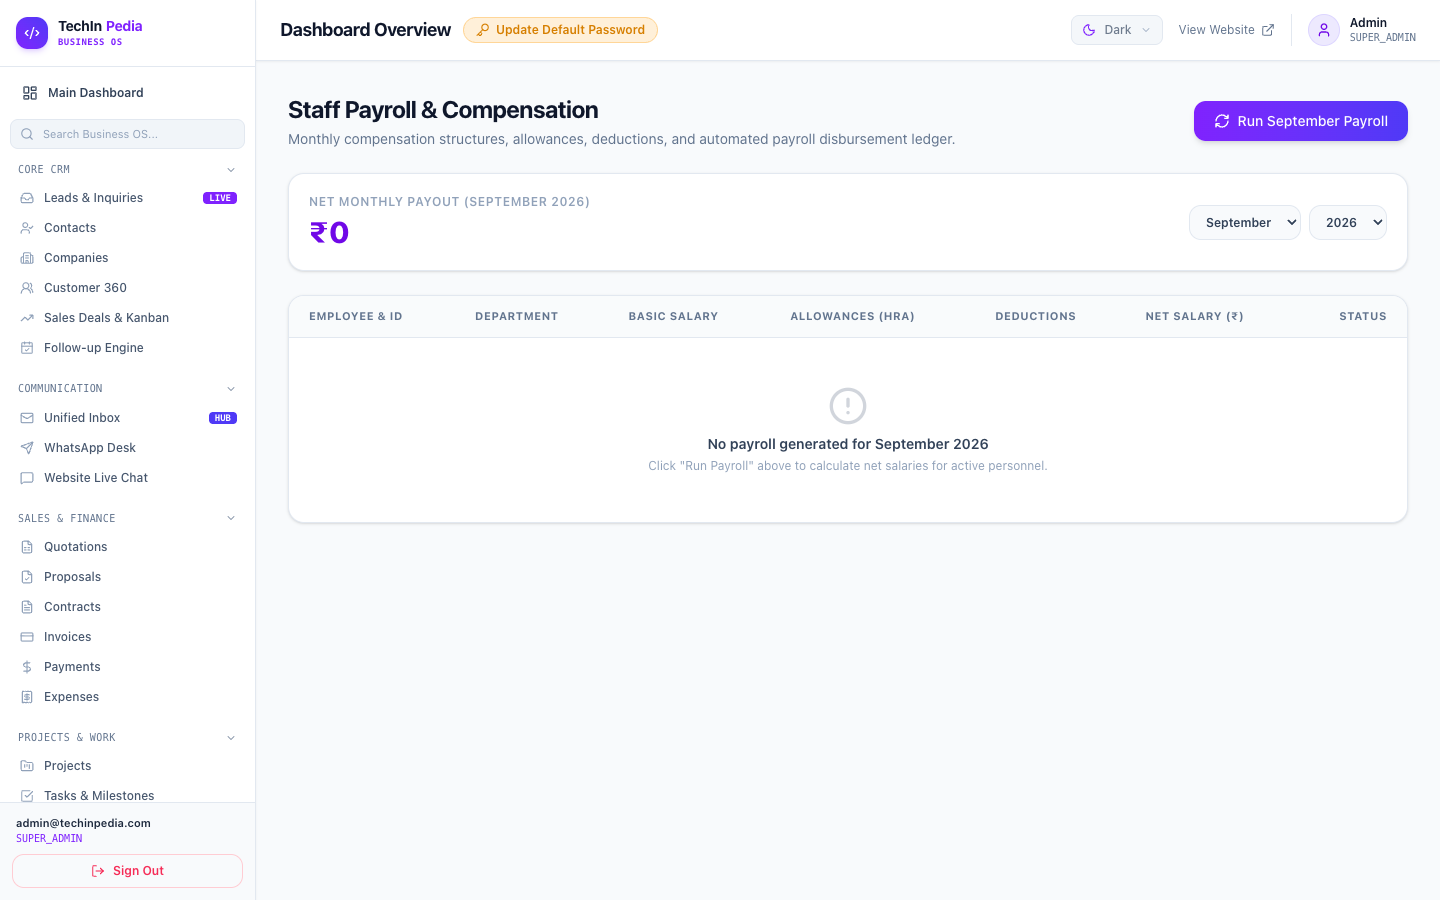 TechIn Pedia
BUSINESS OS
Main Dashboard
Search Business OS...
CORE CRM
Leads & Inquiries LIVE
Contacts
Companies
Customer 360
Sales Deals & Kanban
Follow-up Engine
COMMUNICATION
Unified Inbox HUB
WhatsApp Desk
Website Live Chat
SALES & FINANCE
Quotations
Proposals
Contracts
Invoices
Payments
Expenses
PROJECTS & WORK
Projects
Tasks & Milestones
admin@techinpedia.com
SUPER_ADMIN
Sign Out
Dashboard Overview Update Default Password Dark View Website Admin
SUPER_ADMIN
Staff Payroll & Compensation
Monthly compensation structures, allowances, deductions, and automated payroll disbursement ledger.
Run September Payroll
NET MONTHLY PAYOUT (SEPTEMBER 2026)
₹0
September 2026
EMPLOYEE & ID DEPARTMENT BASIC SALARY ALLOWANCES (HRA) DEDUCTIONS NET SALARY (₹) STATUS
No payroll generated for September 2026
Click "Run Payroll" above to calculate net salaries for active personnel.